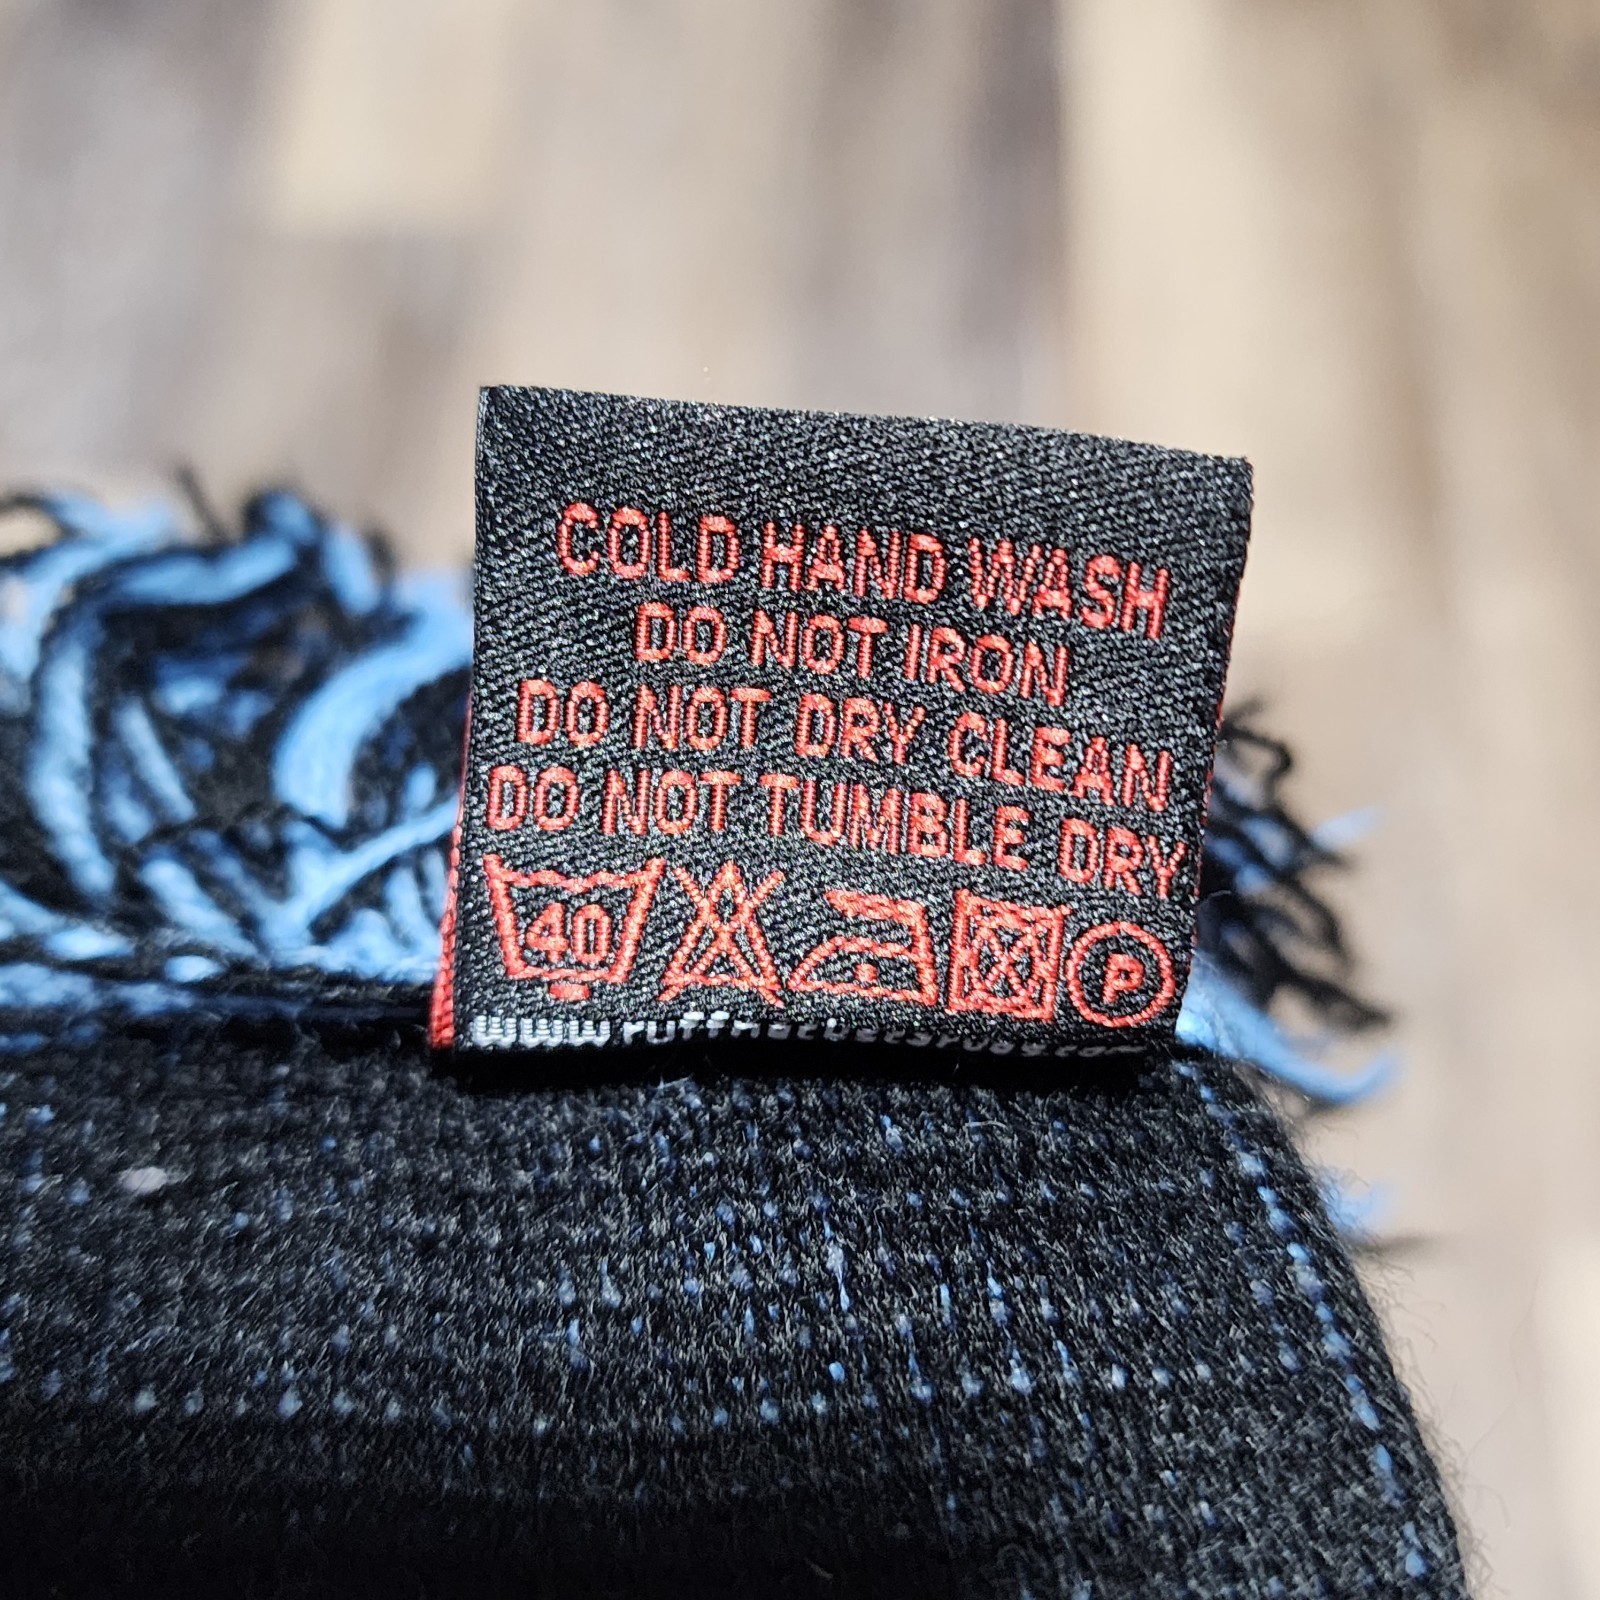 COLD HAND WASH
DO NOT IRON
DO NOT DRY CLEAN
DO NOT TUMBLE DRY
40
P